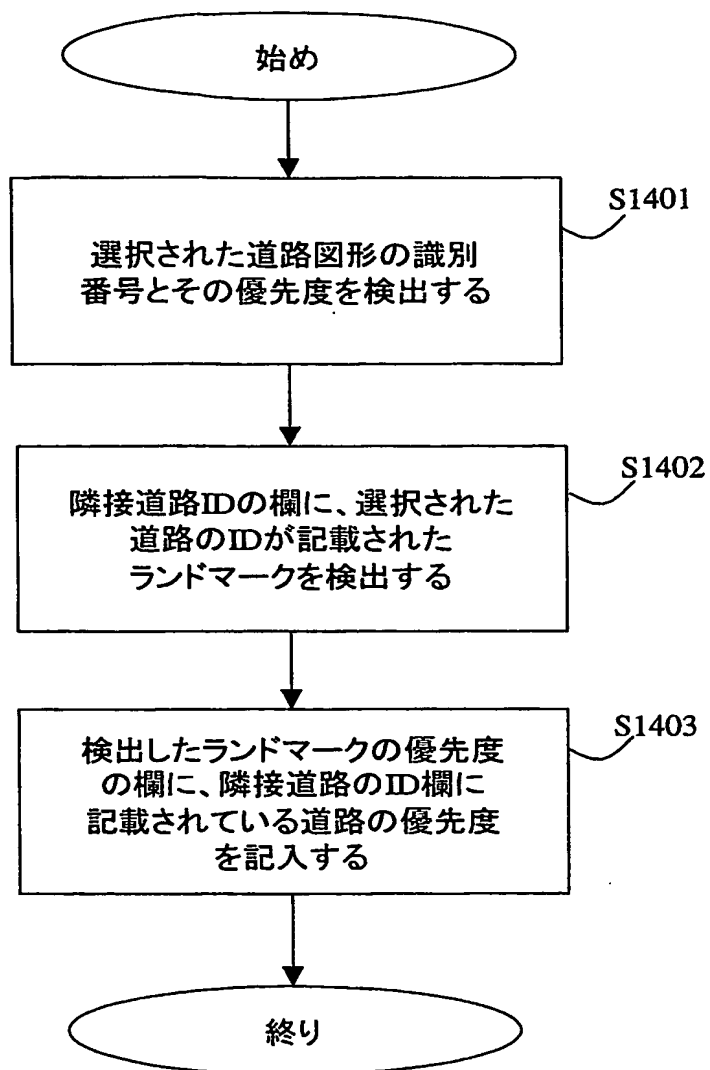 始め
S1401
選択された道路図形の識別
番号とその優先度を検出する
S1402
隣接道路IDの欄に、選択された
道路のIDが記載された
ランドマークを検出する
S1403
検出したランドマークの優先度
の欄に、隣接道路のID欄に
記載されている道路の優先度
を記入する
終り